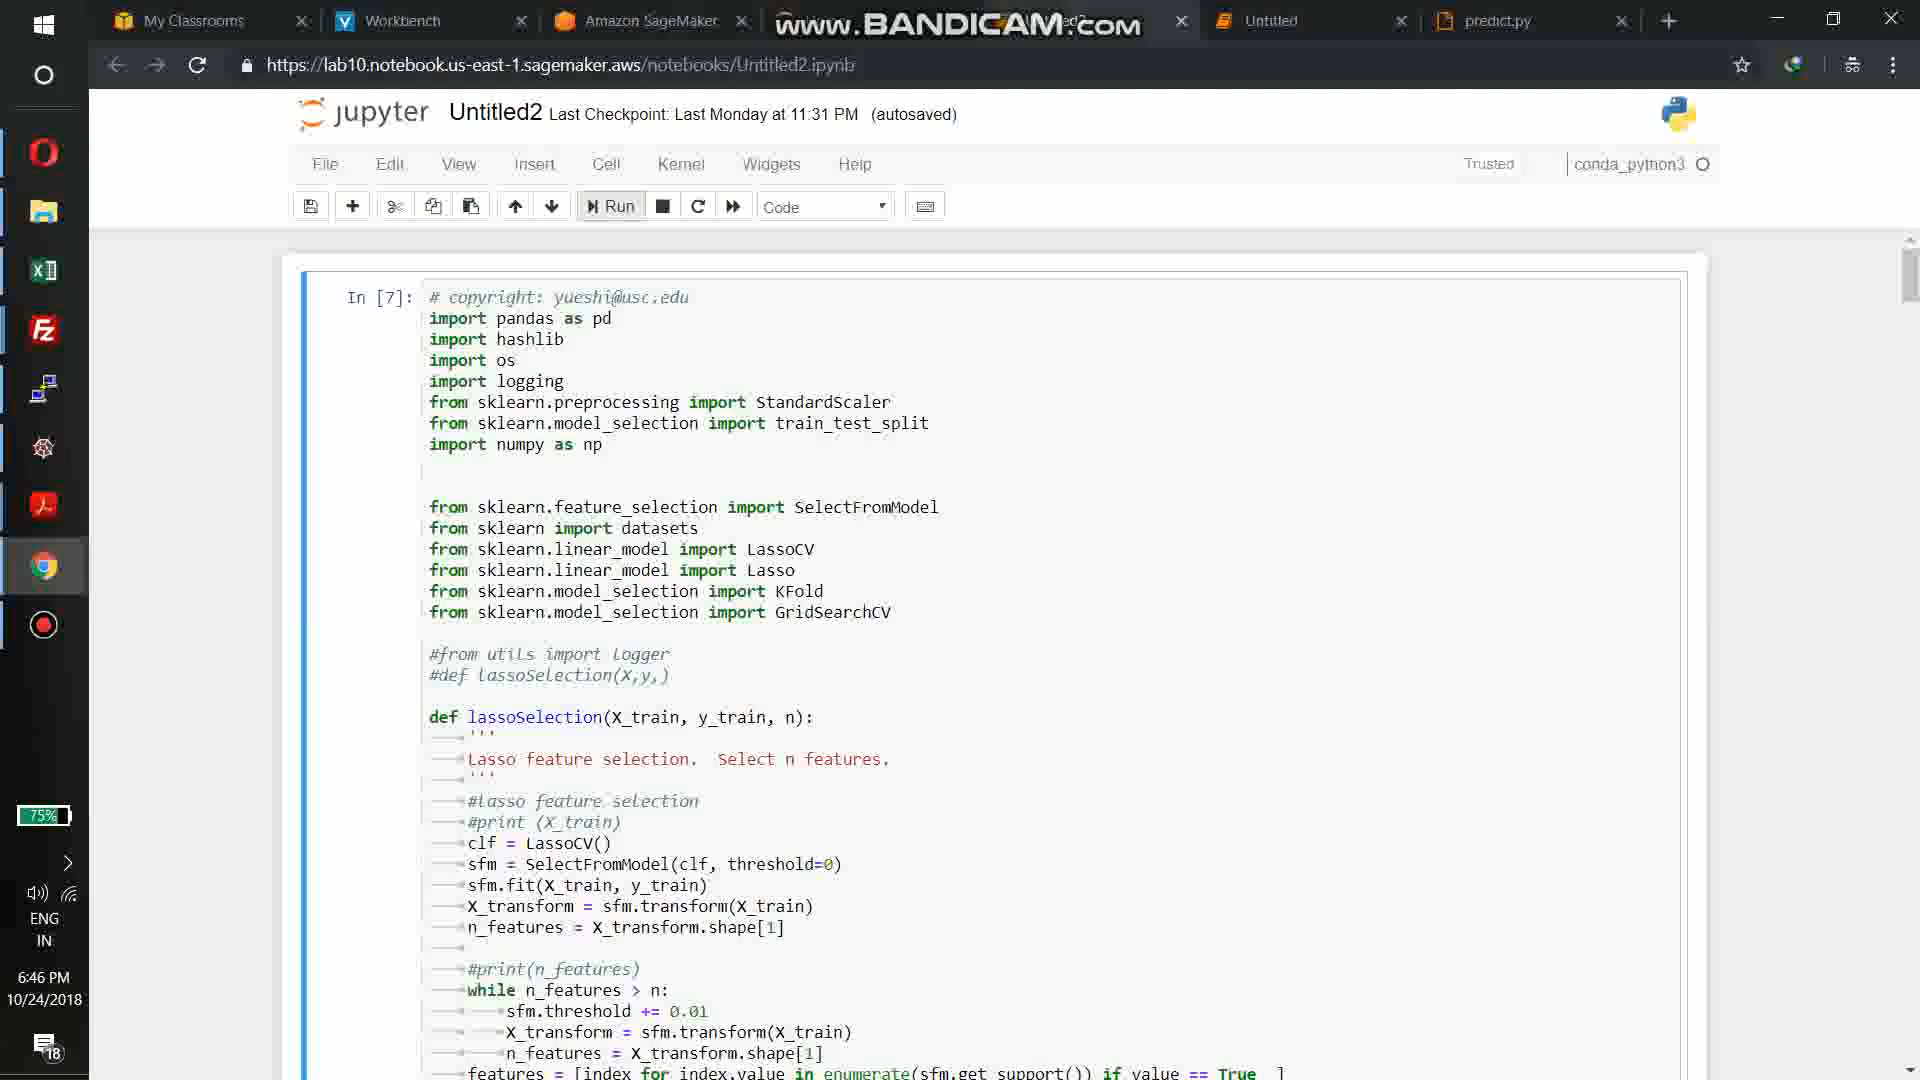 My Classrooms
Workbench
Amazon SageMaker
www.BANDICAM.com
Untitled
predict.py
https://lab10.notebook.us-east-1.sagemaker.aws/notebooks/Untitled2.ipynb
jupyter Untitled2 Last Checkpoint: Last Monday at 11:31 PM (autosaved)
File Edit View Insert Cell Kernel Widgets Help Trusted conda_python3
Run Code
In [7]: # copyright: yueshi@usc.edu
import pandas as pd
import hashlib
import os
import logging
from sklearn.preprocessing import StandardScaler
from sklearn.model_selection import train_test_split
import numpy as np
from sklearn.feature_selection import SelectFromModel
from sklearn import datasets
from sklearn.linear_model import LassoCV
from sklearn.linear_model import Lasso
from sklearn.model_selection import KFold
from sklearn.model_selection import GridSearchCV
#from utils import logger
#def lassoSelection(X,y,)
def lassoSelection(X_train, y_train, n):
'''
Lasso feature selection. Select n features.
'''
#lasso feature selection
#print (X_train)
clf = LassoCV()
sfm = SelectFromModel(clf, threshold=0)
sfm.fit(X_train, y_train)
X_transform = sfm.transform(X_train)
n_features = X_transform.shape[1]
#print(n_features)
while n_features > n:
sfm.threshold += 0.01
X_transform = sfm.transform(X_train)
n_features = X_transform.shape[1]
features = [index for index,value in enumerate(sfm.get_support()) if value == True ]
75%
ENG
IN
6:46 PM
10/24/2018
18